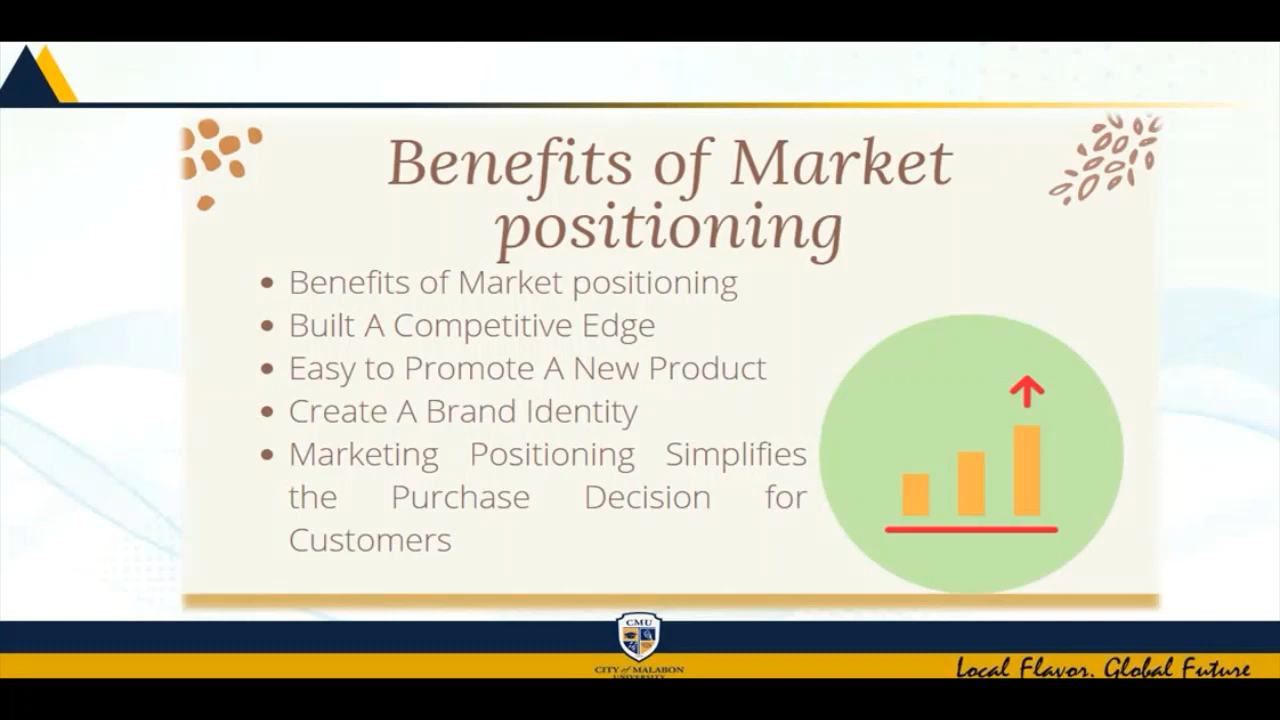 Benefits of Market
positioning
Benefits of Market positioning
Built A Competitive Edge
Easy to Promote A New Product
Create A Brand Identity
Marketing Positioning Simplifies
the Purchase Decision for
Customers
CMU
CITY of MALABON
UNIVERSITY
Local Flavor. Global Future